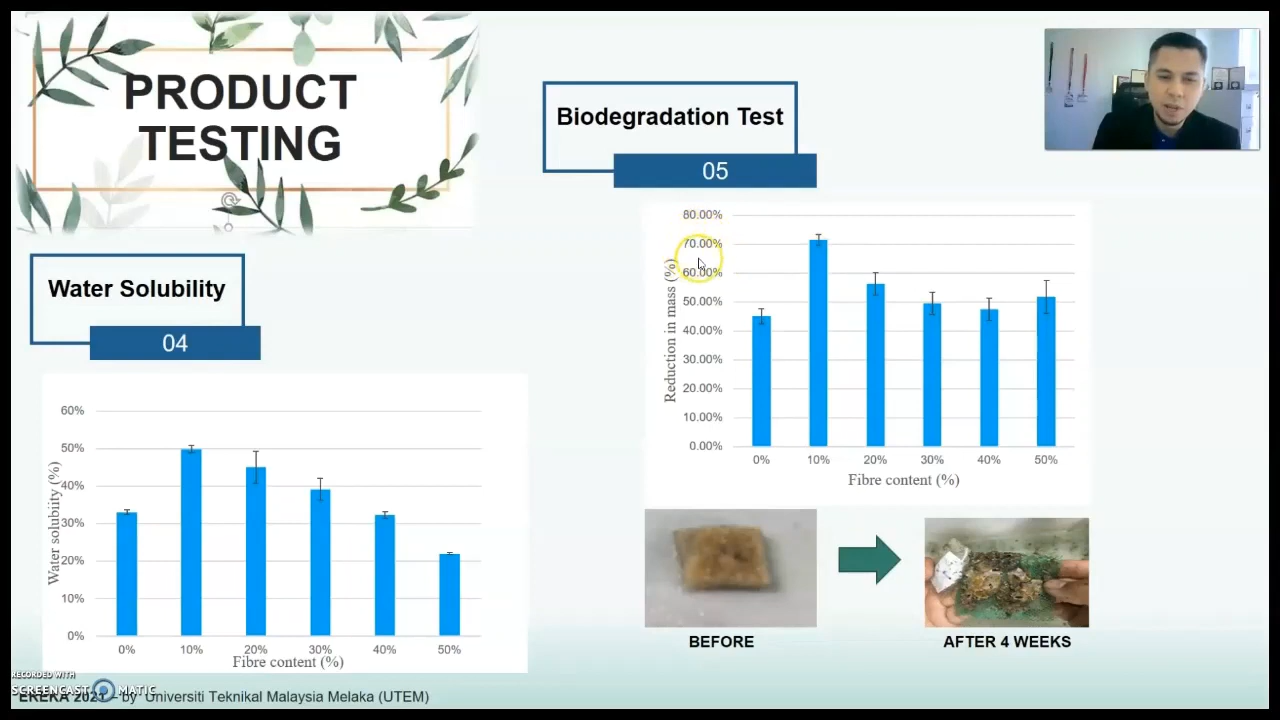 PRODUCT
TESTING
Water Solubility
04
60%
50%
40%
30%
20%
10%
0%
Water solubiity (%)
0% 10% 20% 30% 40% 50%
Fibre content (%)
Biodegradation Test
05
80.00%
70.00%
60.00%
50.00%
40.00%
30.00%
20.00%
10.00%
0.00%
Reduction in mass (%)
0% 10% 20% 30% 40% 50%
Fibre content (%)
BEFORE
AFTER 4 WEEKS
RECORDED WITH
SCREENCAST MATIC
EREKA 2021 – by Universiti Teknikal Malaysia Melaka (UTEM)